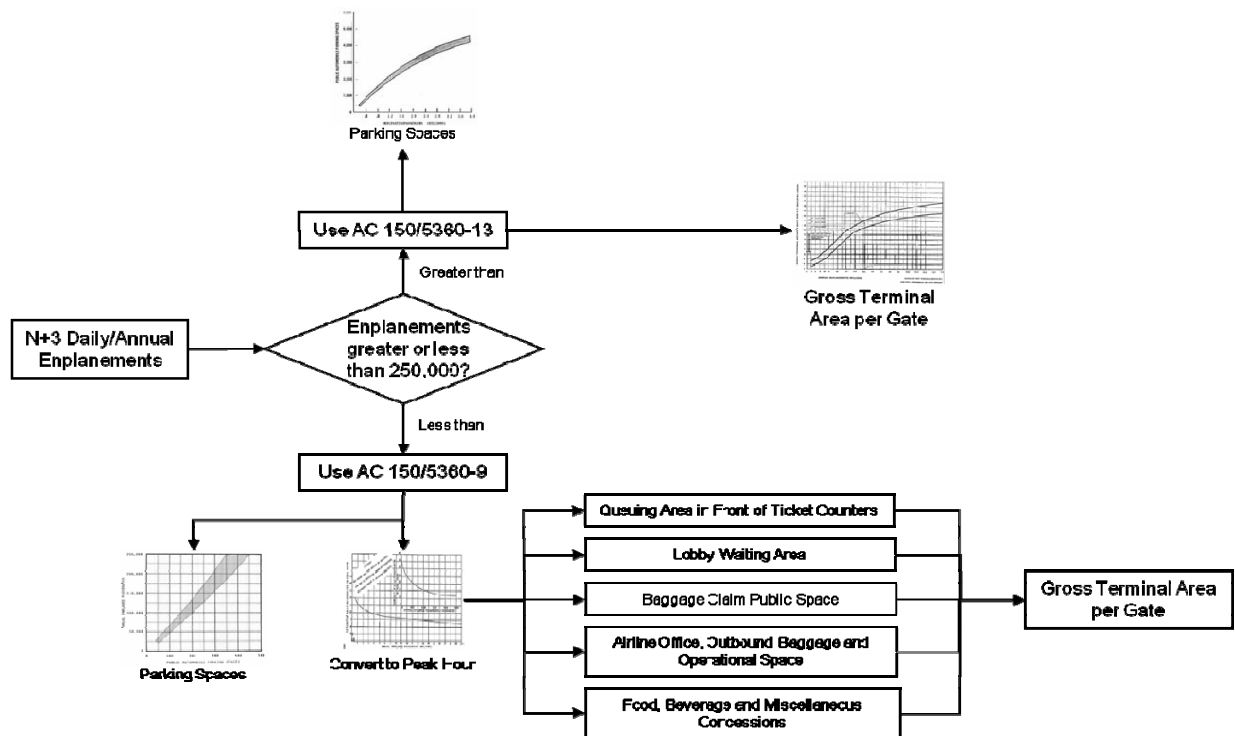 Parking Spaces
Use AC 150/5360-13
Greater than
Gross Terminal
Area per Gate
N+3 Daily/Annual
Enplanements
Enplanements
greater or less
than 250,000?
Less than
Use AC 150/5360-9
Parking Spaces
Convert to Peak Hour
Queuing Area in Front of Ticket Counters
Lobby Waiting Area
Baggage Claim Public Space
Airline Office, Outbound Baggage and
Operational Space
Food, Beverage and Miscellaneous
Concessions
Gross Terminal Area
per Gate